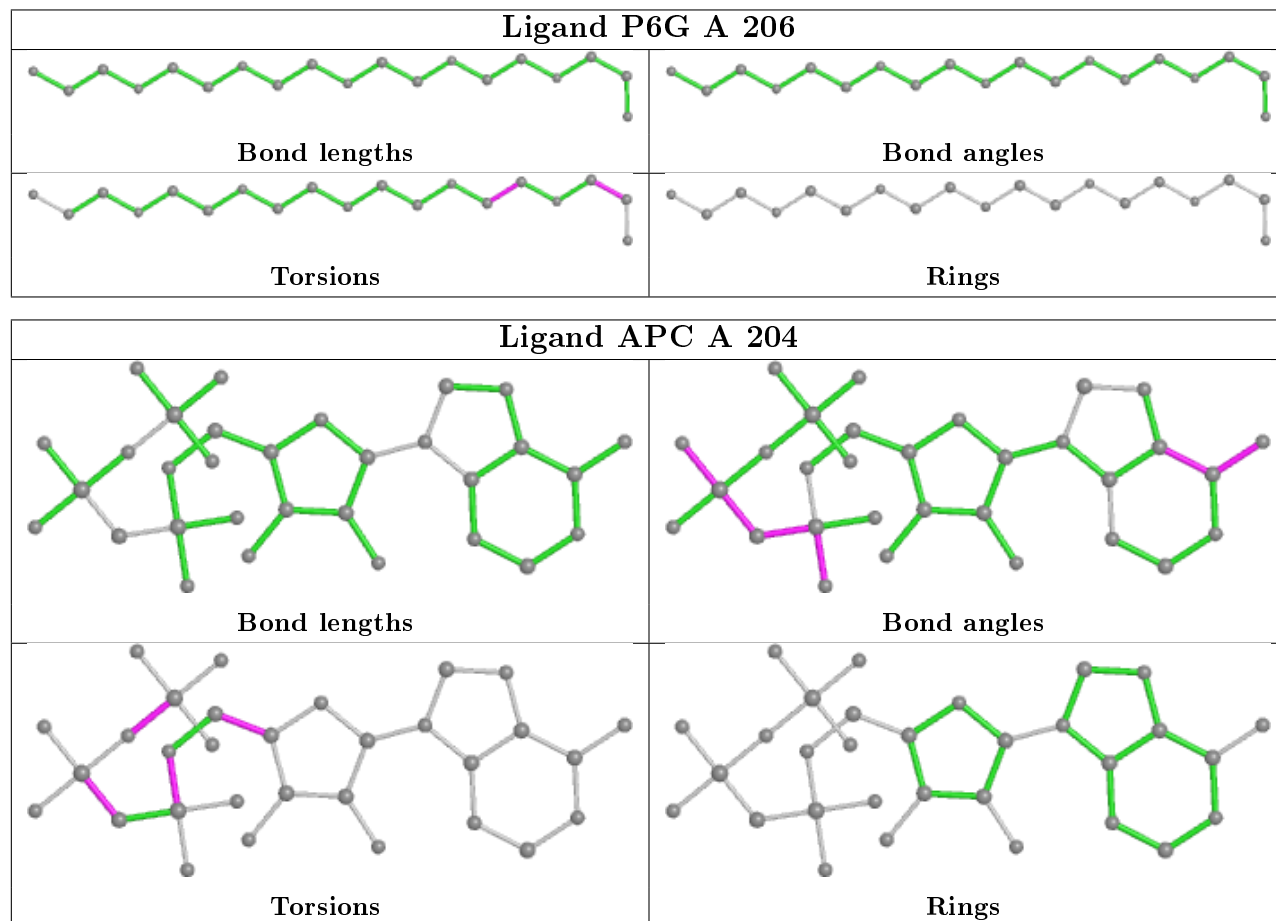 Ligand P6G A 206
Bond lengths
Bond angles
Torsions
Rings
Ligand APC A 204
Bond lengths
Bond angles
Torsions
Rings